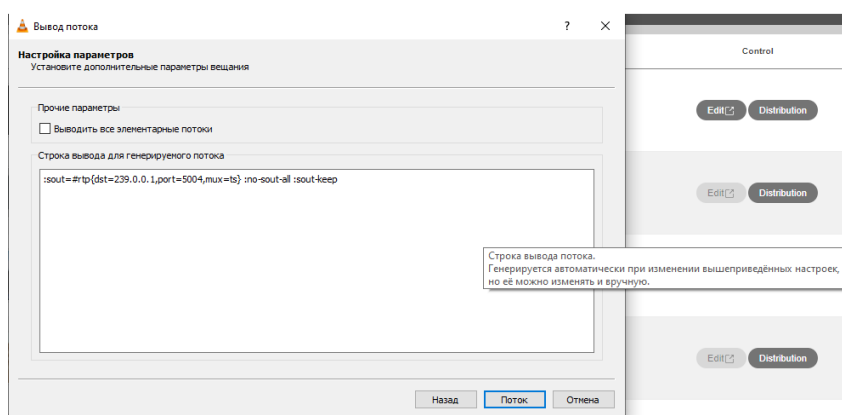 Вывод потока
?
Настройка параметров
Установите дополнительные параметры вещания
Прочие параметры
Выводить все элементарные потоки
Строка вывода для генерируемого потока
:sout=#rtp{dst=239.0.0.1,port=5004,mux=ts} :no-sout-all :sout-keep
Строка вывода потока.
Генерируется автоматически при изменении вышеприведённых настроек,
но её можно изменять и вручную.
Назад Поток Отмена
Control
Edit Distribution
Edit Distribution
Edit Distribution